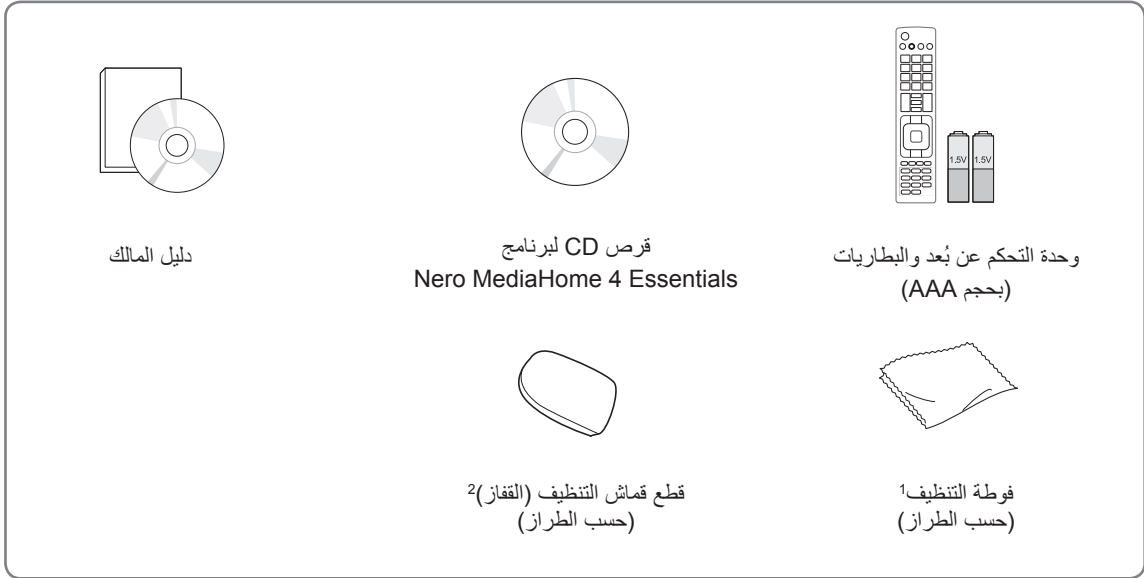 1.5V 1.5V
وحدة التحكم عن بُعد والبطاريات
(بحجم AAA)
قرص CD لبرنامج
Nero MediaHome 4 Essentials
دليل المالك
فوطة التنظيف1
(حسب الطراز)
قطع قماش التنظيف (القفاز)2
(حسب الطراز)